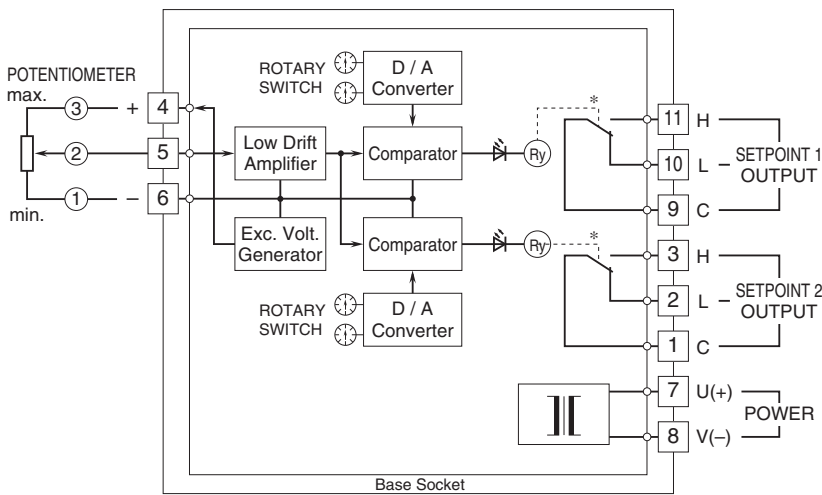 POTENTIOMETER
max.
3
+
4
2
5
1
–
6
min.
ROTARY
SWITCH
D / A
Converter
Low Drift
Amplifier
Comparator
Ry
*
Exc. Volt.
Generator
Comparator
Ry
*
ROTARY
SWITCH
D / A
Converter
11 H
10 L
9 C
SETPOINT 1
OUTPUT
3 H
2 L
1 C
SETPOINT 2
OUTPUT
7 U(+)
8 V(–)
POWER
Base Socket